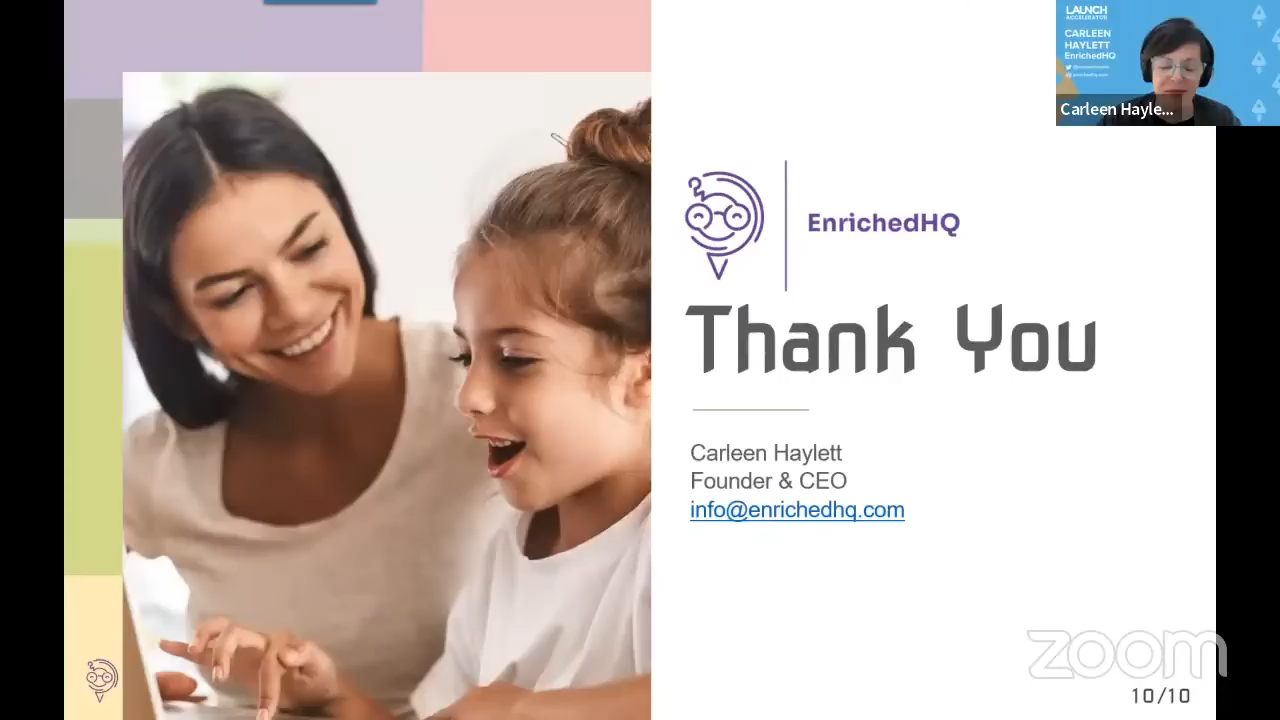 LAUNCH
ACCELERATOR
CARLEEN
HAYLETT
EnrichedHQ
Carleen Hayle...
EnrichedHQ
Thank You
Carleen Haylett
Founder & CEO
info@enrichedhq.com
zoom
10/10